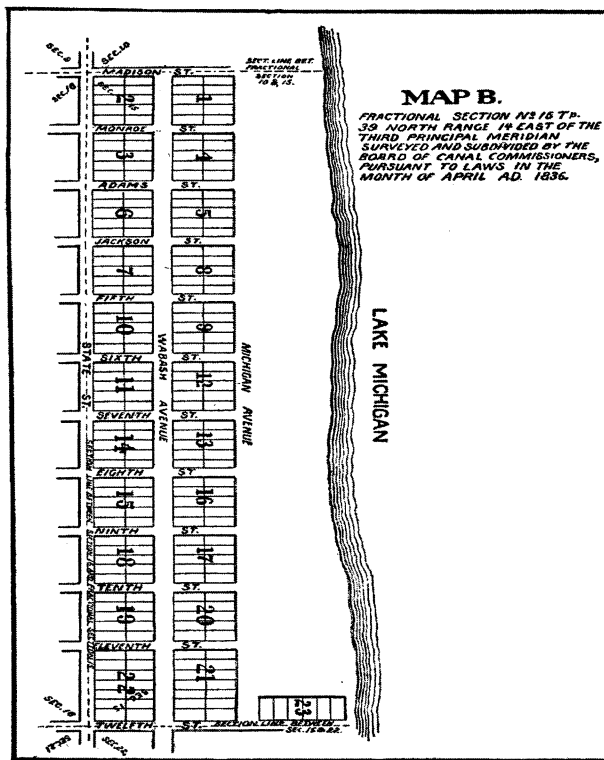 SEC. 9
SEC. 10
SECT. LINE BET.
FRACTIONAL
SECTION
10 & 15.
MADISON ST.
SEC. 16
SEC. 15
2
1
MAP B.
FRACTIONAL SECTION Nº 15 TP.
39 NORTH RANGE 14 EAST OF THE
THIRD PRINCIPAL MERIDIAN
SURVEYED AND SUBDIVIDED BY THE
BOARD OF CANAL COMMISSIONERS,
PURSUANT TO LAWS IN THE
MONTH OF APRIL AD. 1836.
MONROE ST.
3
4
ADAMS ST.
6
5
JACKSON ST.
7
8
FIFTH ST.
10
9
STATE ST.
WABASH AVENUE
MICHIGAN AVENUE
LAKE MICHIGAN
SIXTH ST.
11
12
SEVENTH ST.
14
13
EIGHTH ST
15
16
NINTH ST.
18
17
TENTH ST.
19
20
ELEVENTH ST.
22
21
23
SEC. 16
TWELFTH ST.
SECTION LINE BETWEEN
SEC. 15 & 22.
SEC. 21
SEC. 22